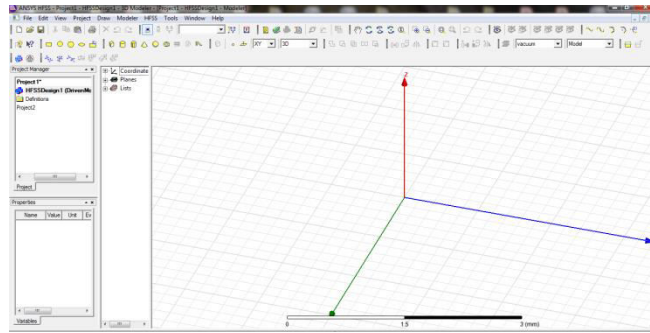 ANSYS HFSS - Project1 - HFSSDesign1 - 3D Modeler - [Project1 - HFSSDesign1 - Modeler]
File Edit View Project Draw Modeler HFSS Tools Window Help
XY 3D vacuum Model
Project Manager
Project1*
HFSSDesign1 (DrivenMo
Definitions
Project2
Project
Properties
Name Value Unit Ev
Variables
Coordinate
Planes
Lists
Z
0 1.5 3 (mm)